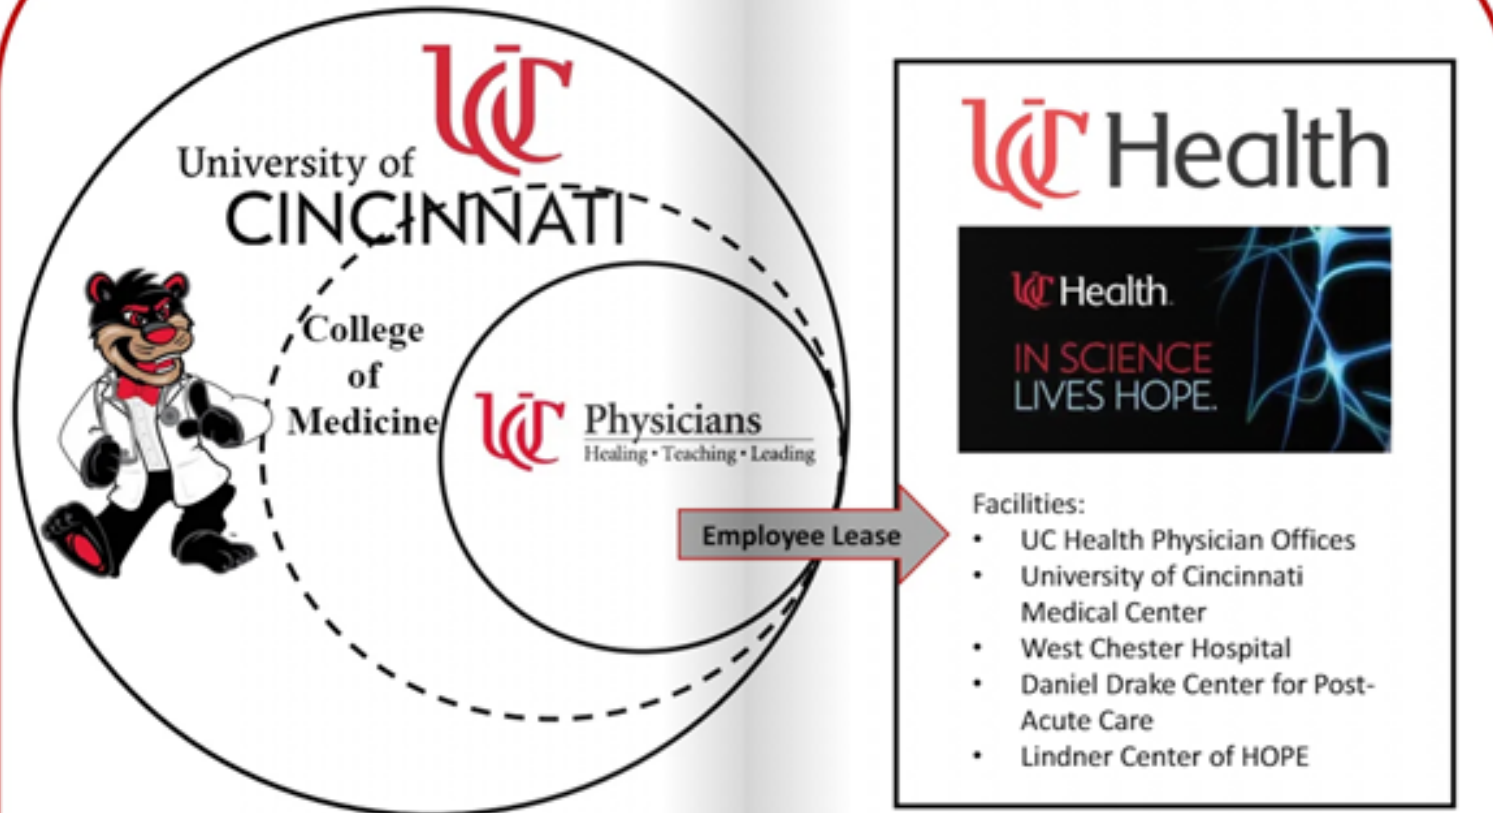 UC
University of
CINCINNATI
College
of
Medicine
UC Physicians
Healing • Teaching • Leading
Employee Lease
UC Health
UC Health.
IN SCIENCE
LIVES HOPE.
Facilities:
• UC Health Physician Offices
• University of Cincinnati
Medical Center
• West Chester Hospital
• Daniel Drake Center for Post-
Acute Care
• Lindner Center of HOPE